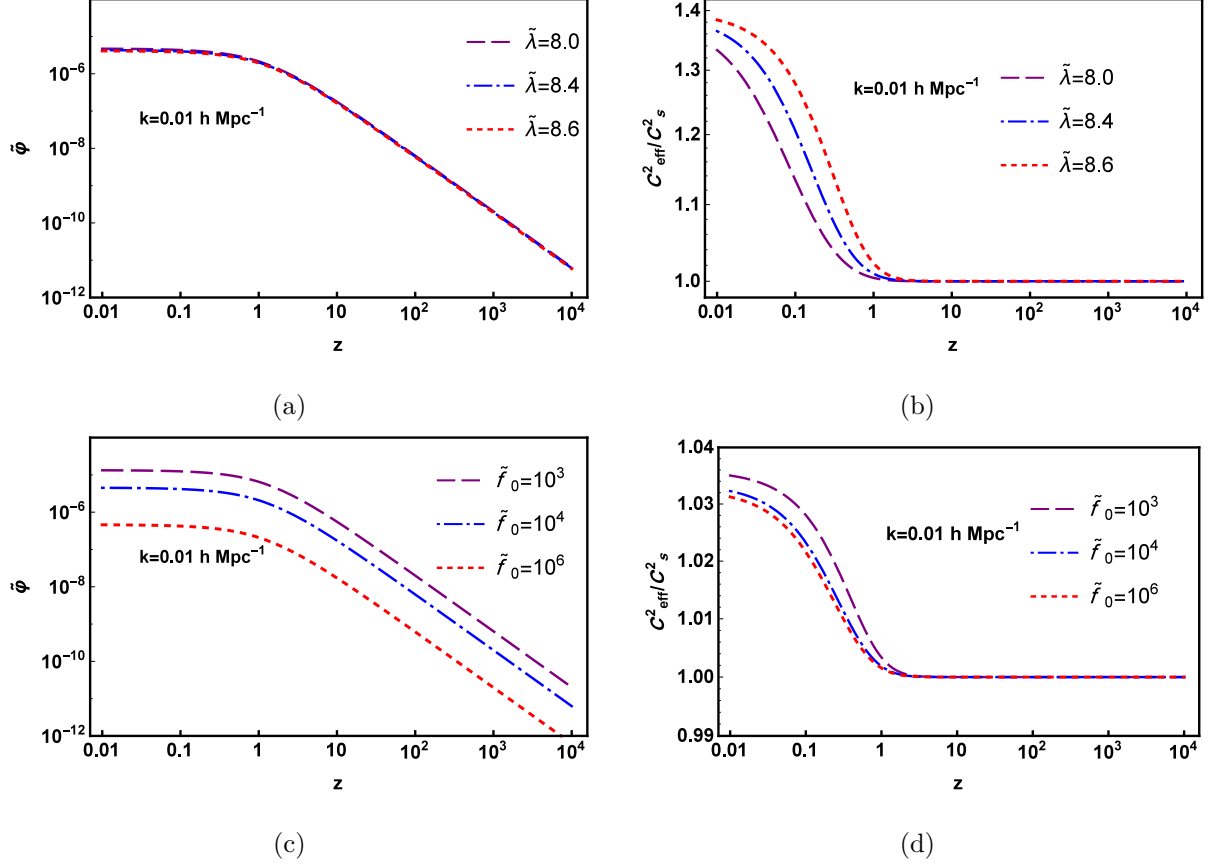 10⁻⁶
10⁻⁸
10⁻¹⁰
10⁻¹²
φ̃
0.01 0.1 1 10 10² 10³ 10⁴
z
λ̃=8.0
λ̃=8.4
λ̃=8.6
k=0.01 h Mpc⁻¹
(a)
1.4
1.3
1.2
1.1
1.0
C²eff/C²s
0.01 0.1 1 10 10² 10³ 10⁴
z
k=0.01 h Mpc⁻¹
λ̃=8.0
λ̃=8.4
λ̃=8.6
(b)
10⁻⁶
10⁻⁸
10⁻¹⁰
10⁻¹²
φ̃
0.01 0.1 1 10 10² 10³ 10⁴
z
f̃₀=10³
f̃₀=10⁴
f̃₀=10⁶
k=0.01 h Mpc⁻¹
(c)
1.04
1.03
1.02
1.01
1.00
0.99
C²eff/C²s
0.01 0.1 1 10 10² 10³ 10⁴
z
f̃₀=10³
k=0.01 h Mpc⁻¹
f̃₀=10⁴
f̃₀=10⁶
(d)